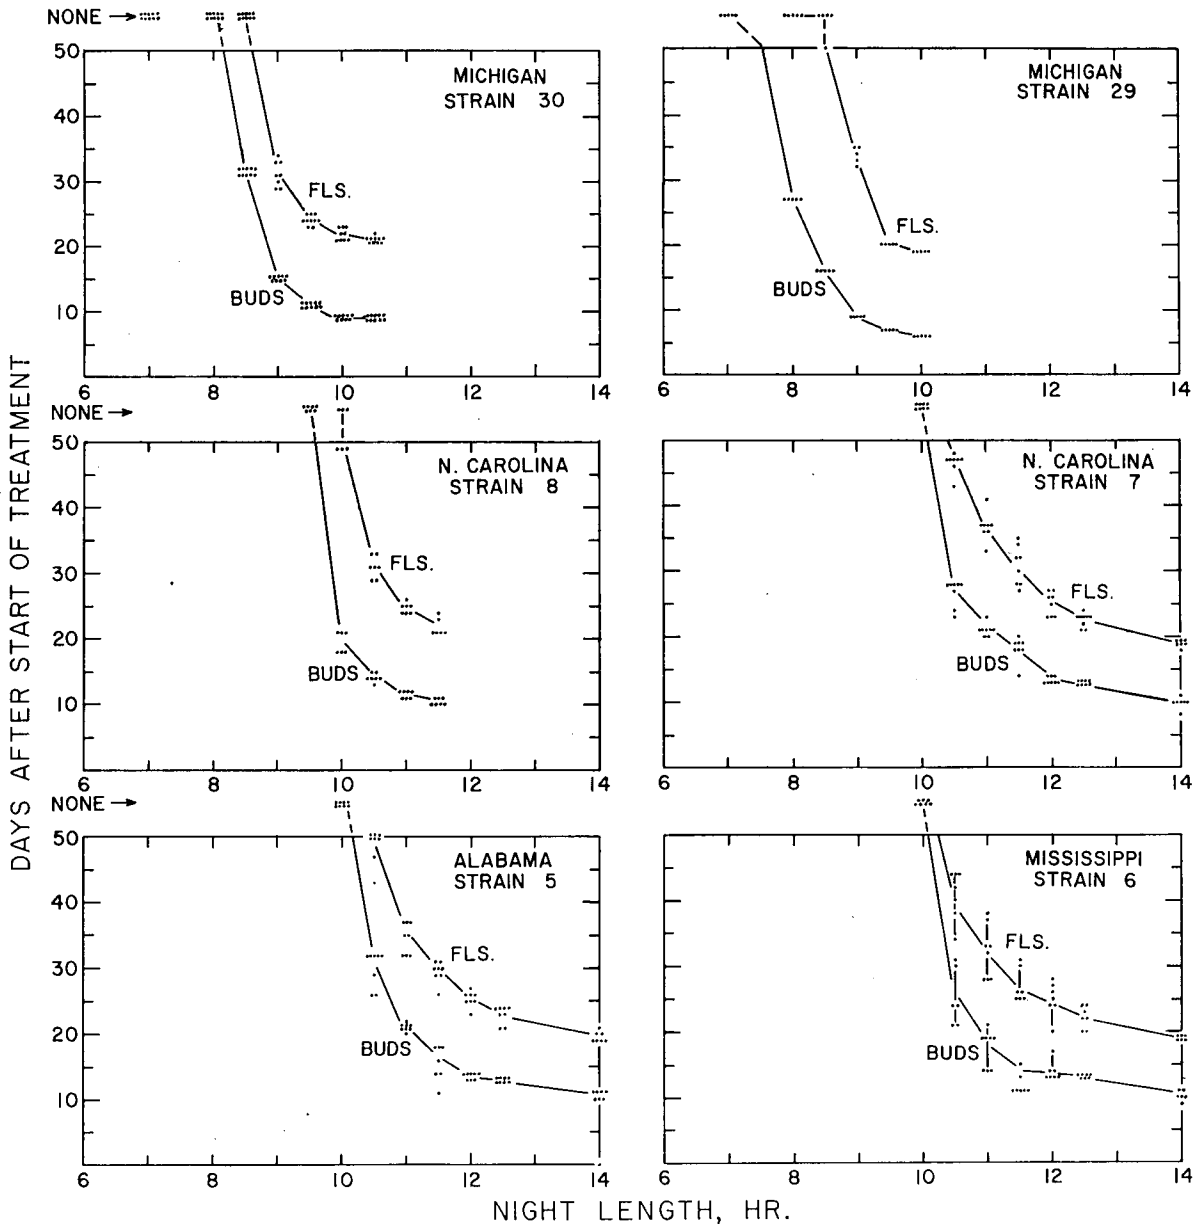 NONE →
50
40
30
20
10
MICHIGAN
STRAIN 30
FLS.
BUDS
6 8 10 12 14
MICHIGAN
STRAIN 29
FLS.
BUDS
6 8 10 12 14
NONE →
50
40
30
20
10
N. CAROLINA
STRAIN 8
FLS.
BUDS
6 8 10 12 14
N. CAROLINA
STRAIN 7
FLS.
BUDS
6 8 10 12 14
NONE →
50
40
30
20
10
ALABAMA
STRAIN 5
FLS.
BUDS
6 8 10 12 14
MISSISSIPPI
STRAIN 6
FLS.
BUDS
6 8 10 12 14
DAYS AFTER START OF TREATMENT
NIGHT LENGTH, HR.